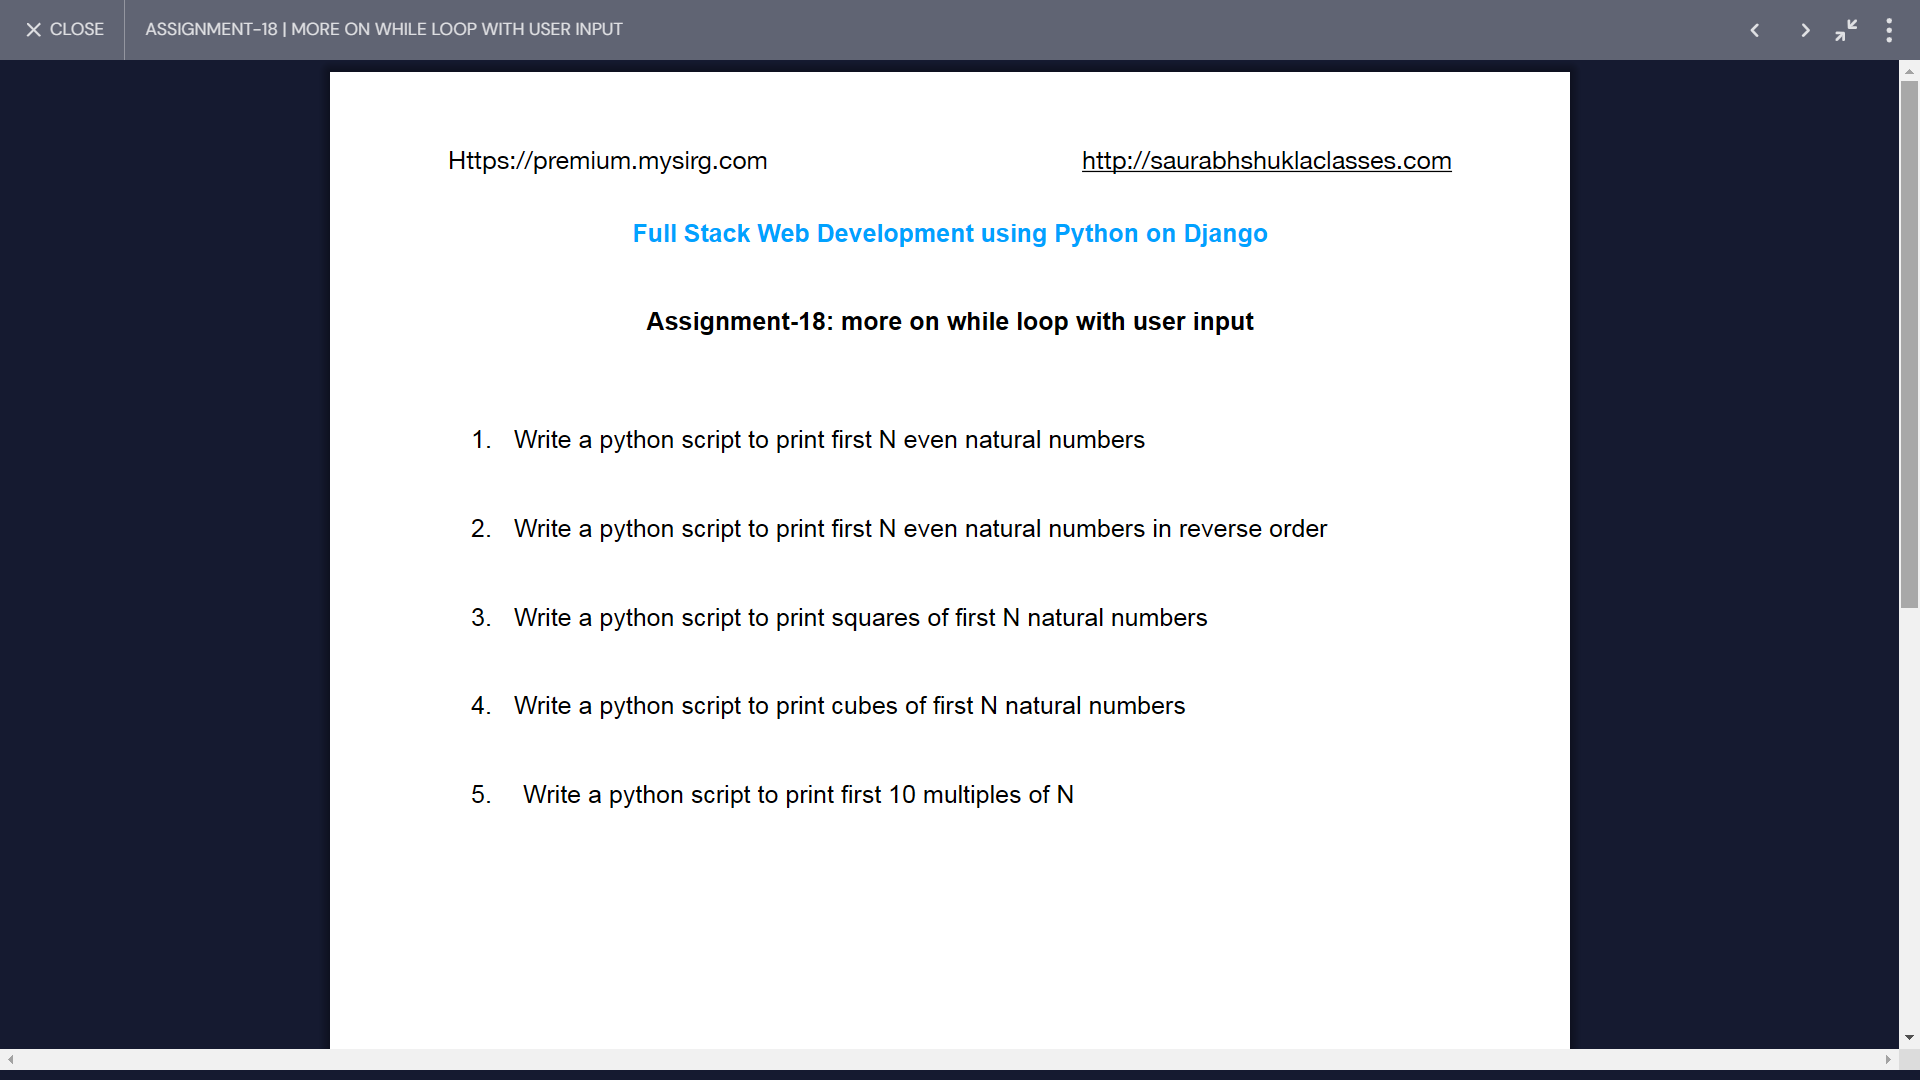 CLOSE
ASSIGNMENT-18 | MORE ON WHILE LOOP WITH USER INPUT
Https://premium.mysirg.com http://saurabhshuklaclasses.com
Full Stack Web Development using Python on Django
Assignment-18: more on while loop with user input
1. Write a python script to print first N even natural numbers
2. Write a python script to print first N even natural numbers in reverse order
3. Write a python script to print squares of first N natural numbers
4. Write a python script to print cubes of first N natural numbers
5. Write a python script to print first 10 multiples of N